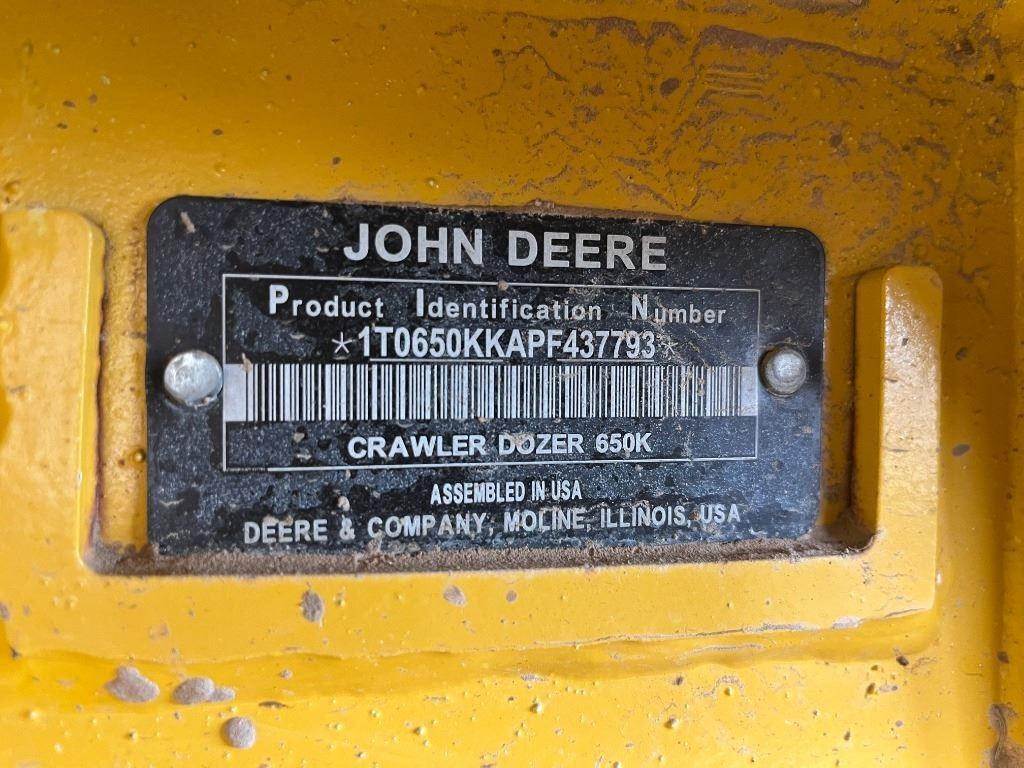 JOHN DEERE
Product Identification Number
*1T0650KKAPF437793*
CRAWLER DOZER 650K
ASSEMBLED IN USA
DEERE & COMPANY, MOLINE, ILLINOIS, USA